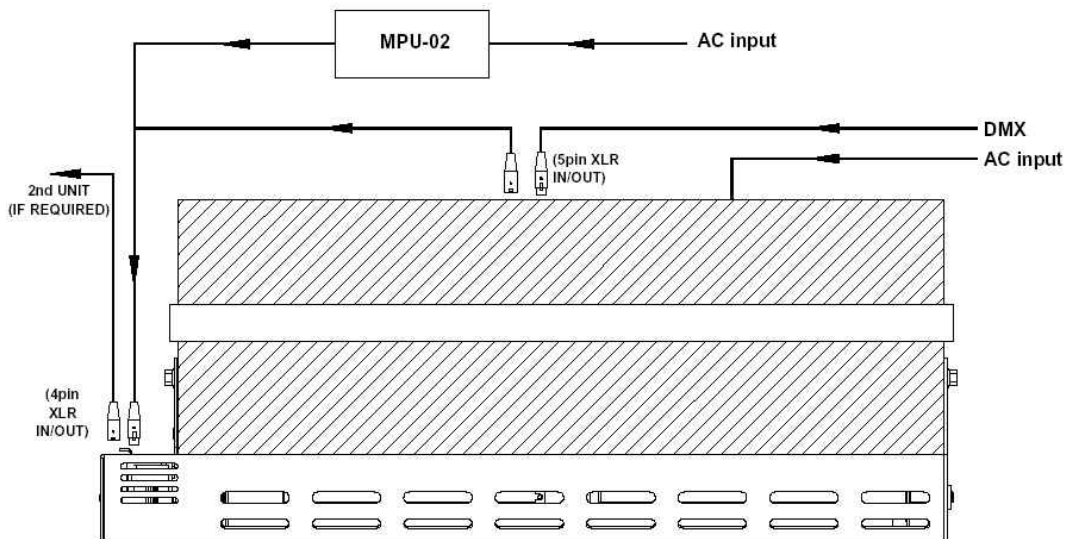 MPU-02
AC input
DMX
(5pin XLR
IN/OUT)
AC input
2nd UNIT
(IF REQUIRED)
(4pin
XLR
IN/OUT)